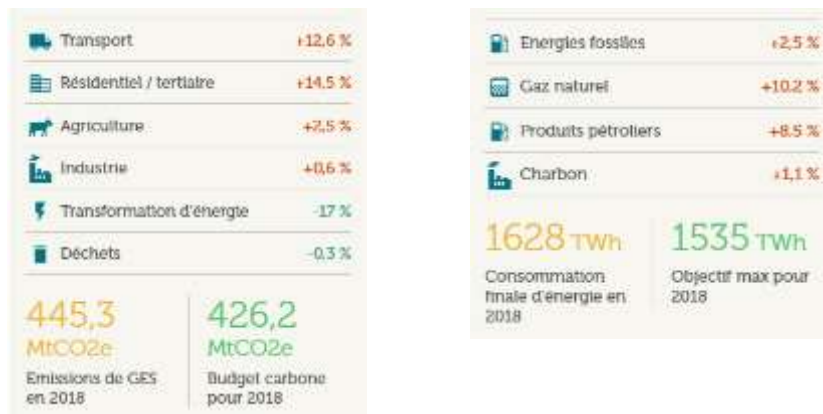 Transport +12,6 %
Résidentiel / tertiaire +14,5 %
Agriculture +2,5 %
Industrie +0,6 %
Transformation d'énergie -17 %
Déchets -0,3 %
445,3
MtCO2e
Emissions de GES
en 2018
426,2
MtCO2e
Budget carbone
pour 2018
Energies fossiles +2,5 %
Gaz naturel +10.2 %
Produits pétroliers +8.5 %
Charbon +1,1 %
1628 TWh
Consommation
finale d'énergie en
2018
1535 TWh
Objectif max pour
2018